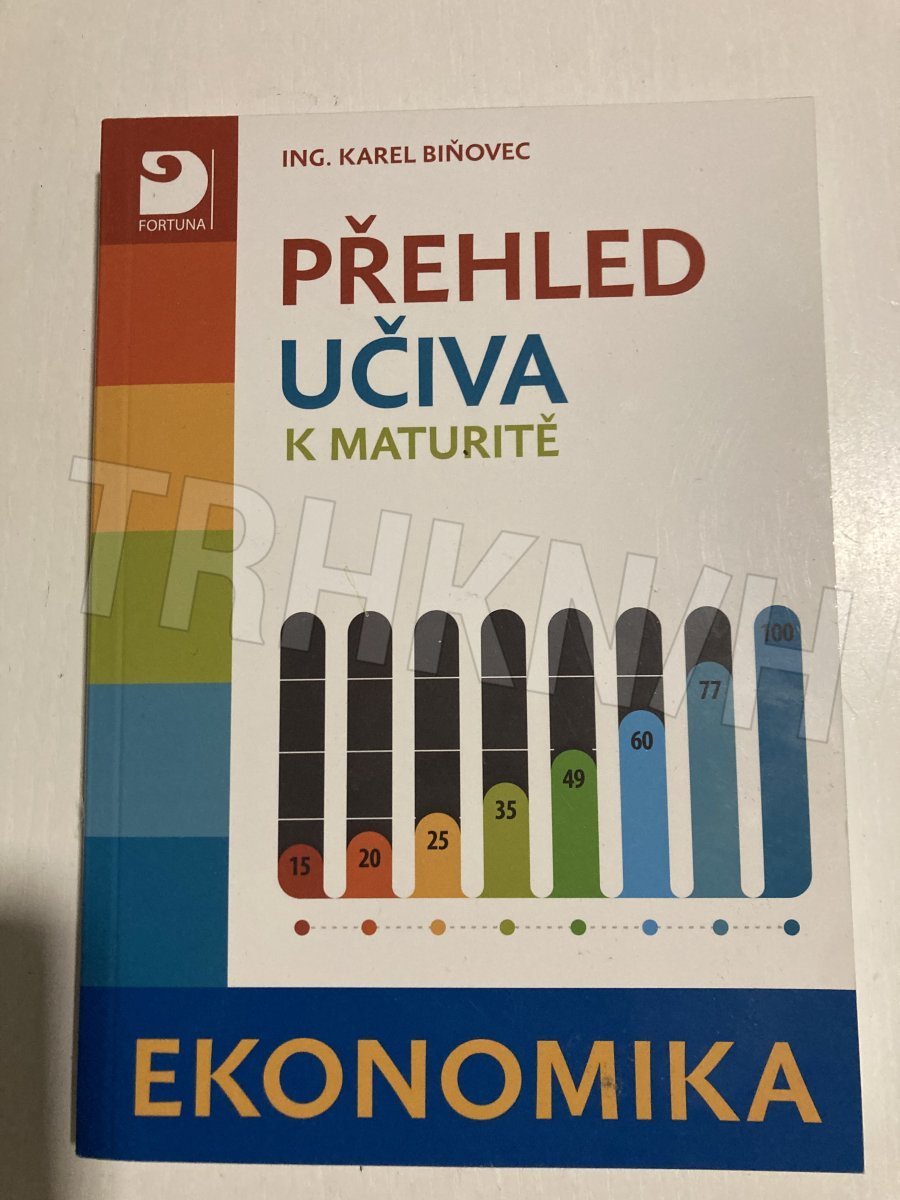 ING. KAREL BIŇOVEC
FORTUNA
PŘEHLED
UČIVA
K MATURITĚ
TRHKNIH
100
77
60
49
35
25
20
15
EKONOMIKA